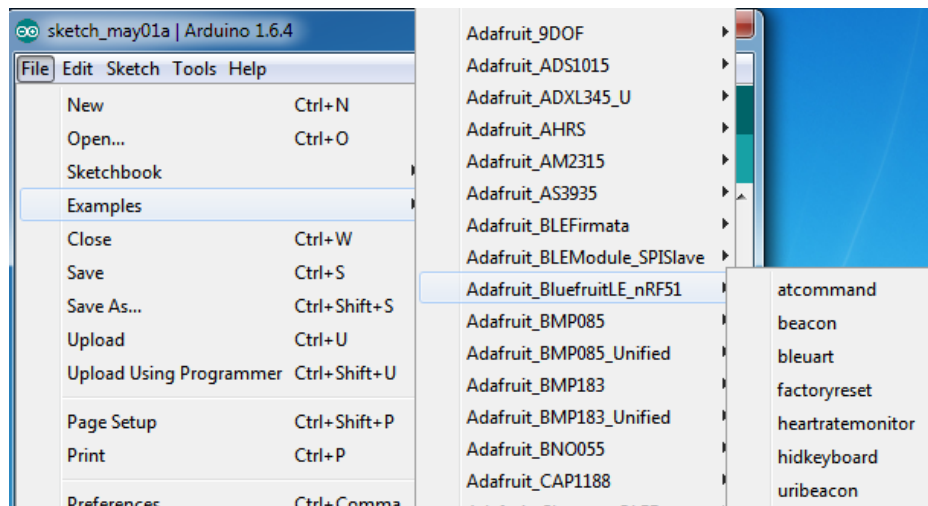 sketch_may01a | Arduino 1.6.4
File Edit Sketch Tools Help
New Ctrl+N
Open... Ctrl+O
Sketchbook
Examples
Close Ctrl+W
Save Ctrl+S
Save As... Ctrl+Shift+S
Upload Ctrl+U
Upload Using Programmer Ctrl+Shift+U
Page Setup Ctrl+Shift+P
Print Ctrl+P
Preferences Ctrl+Comma
Adafruit_9DOF
Adafruit_ADS1015
Adafruit_ADXL345_U
Adafruit_AHRS
Adafruit_AM2315
Adafruit_AS3935
Adafruit_BLEFirmata
Adafruit_BLEModule_SPISlave
Adafruit_BluefruitLE_nRF51
Adafruit_BMP085
Adafruit_BMP085_Unified
Adafruit_BMP183
Adafruit_BMP183_Unified
Adafruit_BNO055
Adafruit_CAP1188
atcommand
beacon
bleuart
factoryreset
heartratemonitor
hidkeyboard
uribeacon